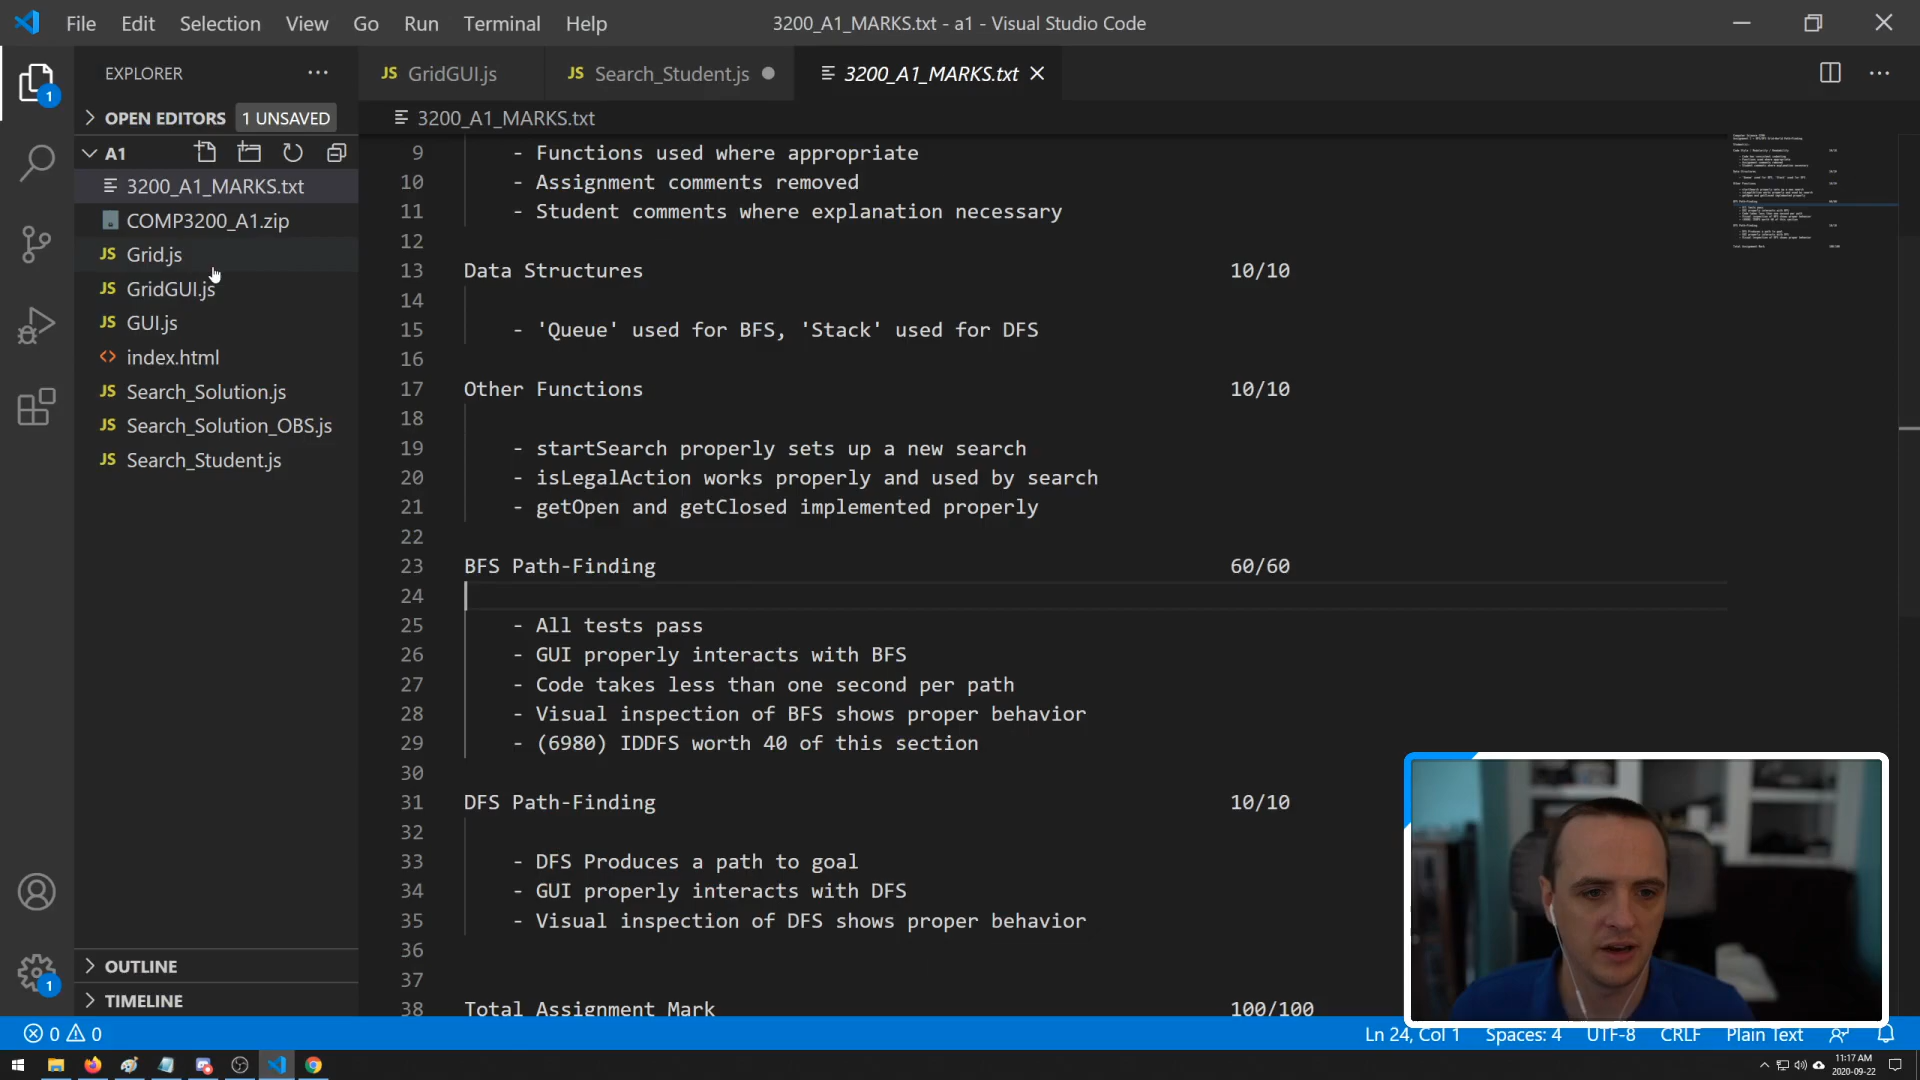 File Edit Selection View Go Run Terminal Help
3200_A1_MARKS.txt - a1 - Visual Studio Code
EXPLORER
JS GridGUI.js
JS Search_Student.js
3200_A1_MARKS.txt
1
OPEN EDITORS 1 UNSAVED
3200_A1_MARKS.txt
A1
3200_A1_MARKS.txt
COMP3200_A1.zip
JS Grid.js
JS GridGUI.js
JS GUI.js
<> index.html
JS Search_Solution.js
JS Search_Solution_OBS.js
JS Search_Student.js
OUTLINE
TIMELINE
1
9 - Functions used where appropriate
10 - Assignment comments removed
11 - Student comments where explanation necessary
12
13 Data Structures 10/10
14
15 - 'Queue' used for BFS, 'Stack' used for DFS
16
17 Other Functions 10/10
18
19 - startSearch properly sets up a new search
20 - isLegalAction works properly and used by search
21 - getOpen and getClosed implemented properly
22
23 BFS Path-Finding 60/60
24
25 - All tests pass
26 - GUI properly interacts with BFS
27 - Code takes less than one second per path
28 - Visual inspection of BFS shows proper behavior
29 - (6980) IDDFS worth 40 of this section
30
31 DFS Path-Finding 10/10
32
33 - DFS Produces a path to goal
34 - GUI properly interacts with DFS
35 - Visual inspection of DFS shows proper behavior
36
37
38 Total Assignment Mark 100/100
0 0
Ln 24, Col 1 Spaces: 4 UTF-8 CRLF Plain Text
11:17 AM
2020-09-22